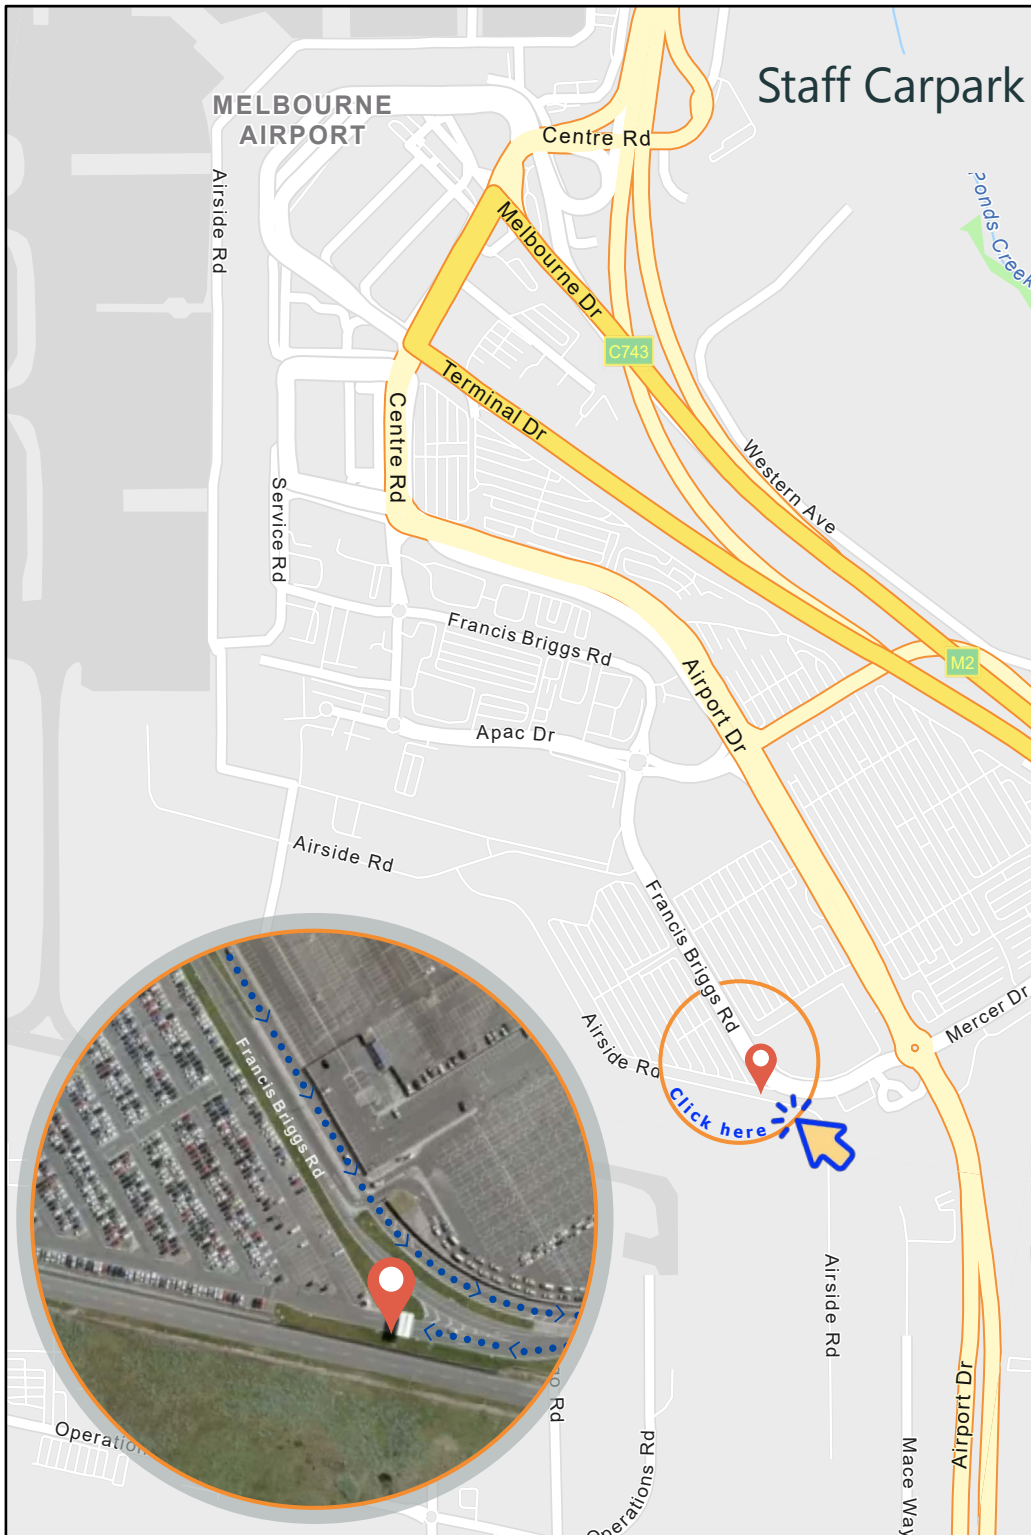 Staff Carpark
MELBOURNE
AIRPORT
Centre Rd
Airside Rd
Ponds Creek
Melbourne Dr
C743
Terminal Dr
Centre Rd
Western Ave
Service Rd
Francis Briggs Rd
M2
Airport Dr
Apac Dr
Airside Rd
Francis Briggs Rd
Mercer Dr
Airside Rd
Click here
Francis Briggs Rd
Airside Rd
Rd
Airport Dr
Operations Rd
Mace Way